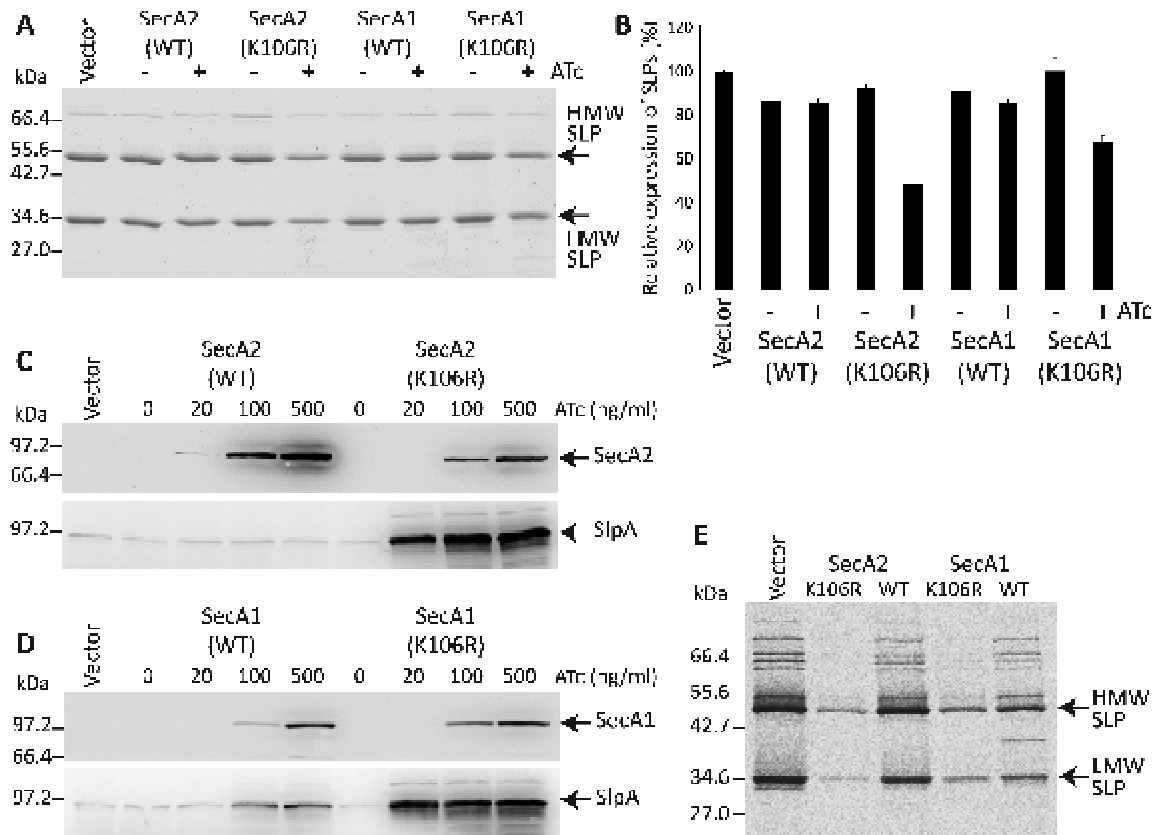 A
Vector
SecA2 SecA2 SecA1 SecA1
(WT) (K106R) (WT) (K106R)
kDa - + - + - + - + ATc
66.4
55.6
42.7
34.6
27.0
HMW
SLP
LMW
SLP
B
Relative expression of SLPs (%)
120
100
80
60
40
20
0
Vector
- + - + - + - + ATc
SecA2 SecA2 SecA1 SecA1
(WT) (K106R) (WT) (K106R)
C
Vector
SecA2 SecA2
(WT) (K106R)
kDa 0 20 100 500 0 20 100 500 ATc (ng/ml)
97.2
66.4
SecA2
97.2
SlpA
D
Vector
SecA1 SecA1
(WT) (K106R)
kDa 0 20 100 500 0 20 100 500 ATc (ng/ml)
97.2
66.4
SecA1
97.2
SlpA
E
Vector
SecA2 SecA1
kDa K106R WT K106R WT
66.4
55.6
42.7
34.6
27.0
HMW
SLP
LMW
SLP